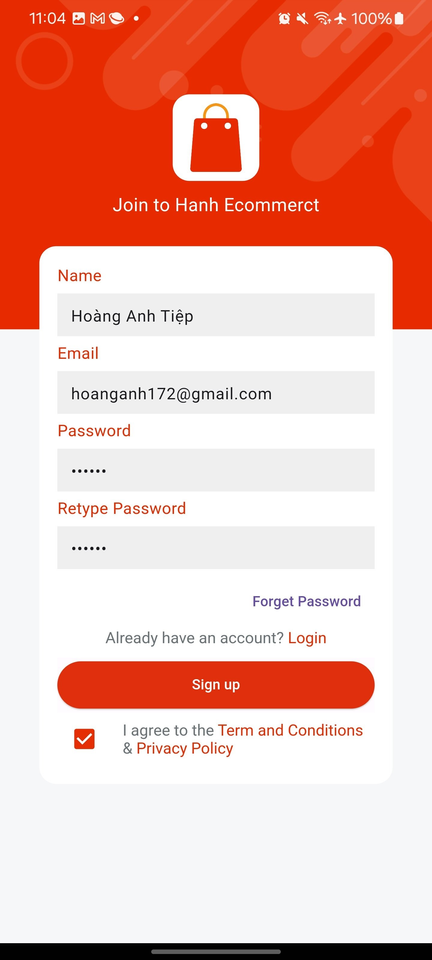 11:04 100%
Join to Hanh Ecommerct
Name
Hoàng Anh Tiệp
Email
hoanganh172@gmail.com
Password
••••••
Retype Password
••••••
Forget Password
Already have an account? Login
Sign up
I agree to the Term and Conditions
& Privacy Policy